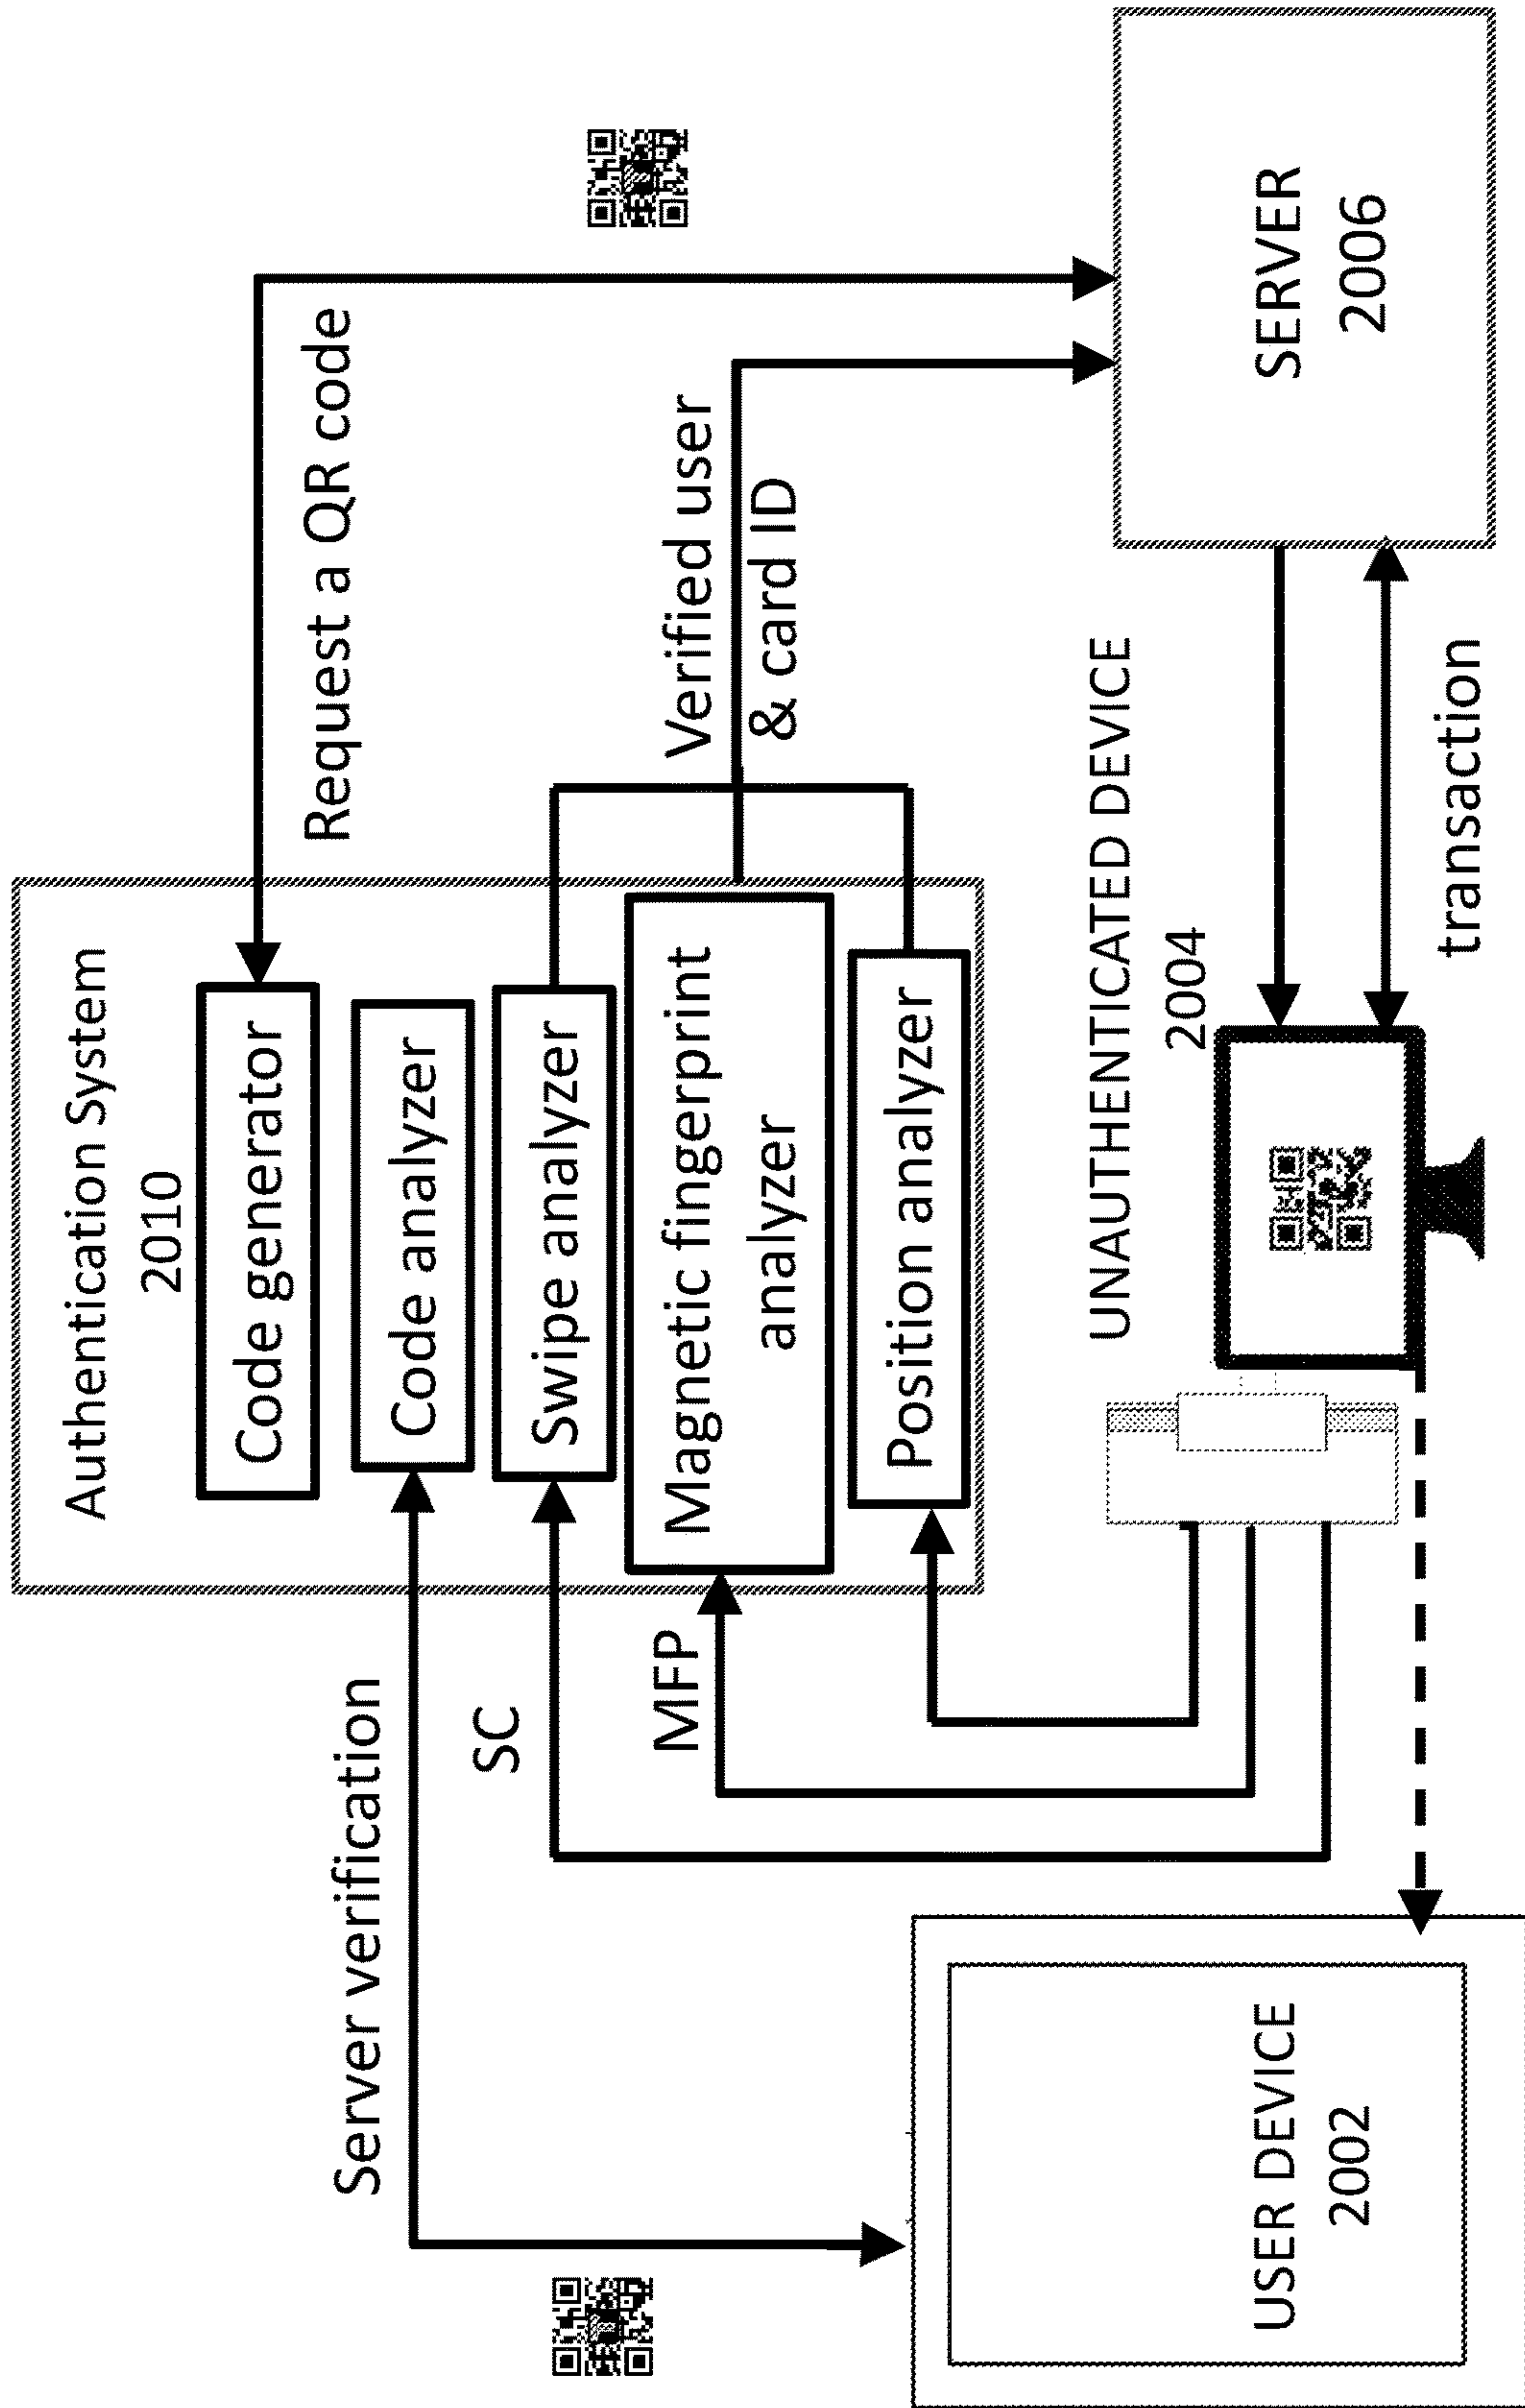 Authentication System
2010
Code generator
Code analyzer
Swipe analyzer
Magnetic fingerprint
analyzer
Position analyzer
Server verification
SC
MFP
Request a QR code
Verified user
& card ID
UNAUTHENTICATED DEVICE
2004
transaction
USER DEVICE
2002
SERVER
2006